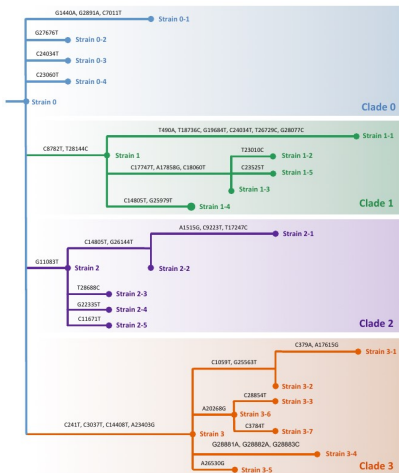 G1440A, G2891A, C7011T
Strain 0-1
G27676T
Strain 0-2
C24034T
Strain 0-3
C23060T
Strain 0-4
Strain 0
Clade 0
T490A, T18736C, G19684T, C24034T, T26729C, G28077C
Strain 1-1
C8782T, T28144C
T23010C
Strain 1-2
Strain 1
C17747T, A17858G, C18060T
C23525T
Strain 1-5
Strain 1-3
C14805T, G25979T
Strain 1-4
Clade 1
A1515G, C9223T, T17247C
Strain 2-1
C14805T, G26144T
G11083T
Strain 2
Strain 2-2
T28688C
Strain 2-3
G22335T
Strain 2-4
C11671T
Strain 2-5
Clade 2
C379A, A17615G
Strain 3-1
C1059T, G25563T
Strain 3-2
C28854T
Strain 3-3
A20268G
Strain 3-6
C241T, C3037T, C14408T, A23403G
C3784T
Strain 3-7
Strain 3
G28881A, G28882A, G28883C
Strain 3-4
A26530G
Strain 3-5
Clade 3